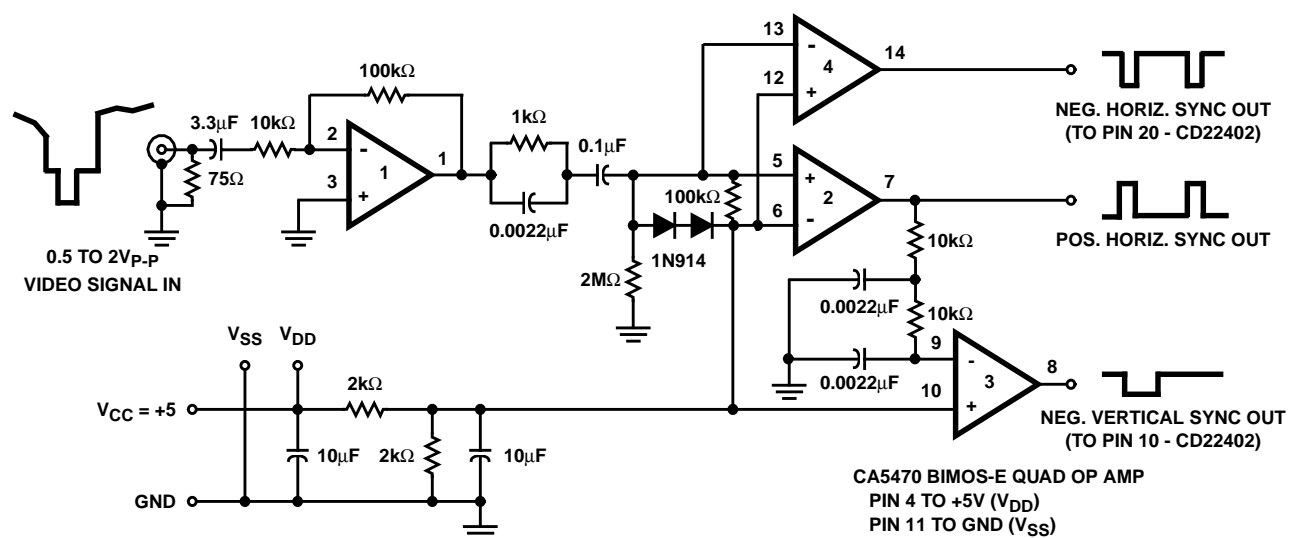 13
-
4
14
12
+
NEG. HORIZ. SYNC OUT
(TO PIN 20 - CD22402)
100kΩ
3.3μF
10kΩ
2
-
1
1
3
+
75Ω
1kΩ
0.0022μF
0.1μF
5
+
2
7
100kΩ
6
-
1N914
2MΩ
POS. HORIZ. SYNC OUT
0.5 TO 2VP-P
VIDEO SIGNAL IN
10kΩ
0.0022μF
10kΩ
0.0022μF
9
-
3
8
10
+
NEG. VERTICAL SYNC OUT
(TO PIN 10 - CD22402)
VSS
VDD
2kΩ
VCC = +5
10μF
2kΩ
10μF
GND
CA5470 BIMOS-E QUAD OP AMP
PIN 4 TO +5V (VDD)
PIN 11 TO GND (VSS)